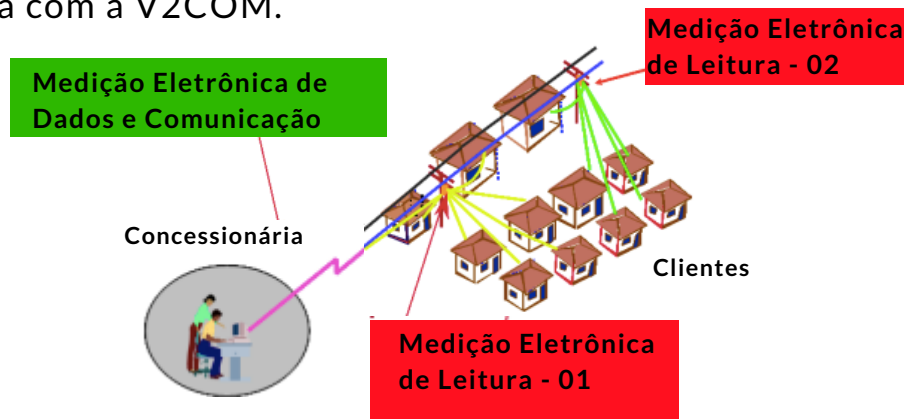 a com a V2COM.
Medição Eletrônica
de Leitura - 02
Medição Eletrônica de
Dados e Comunicação
Concessionária
Clientes
Medição Eletrônica
de Leitura - 01